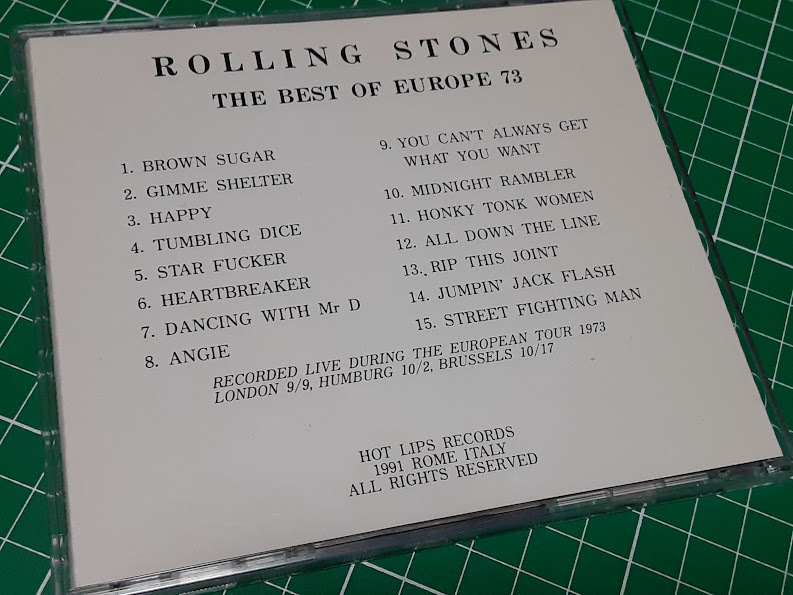 ROLLING STONES
THE BEST OF EUROPE 73
1. BROWN SUGAR
2. GIMME SHELTER
3. HAPPY
4. TUMBLING DICE
5. STAR FUCKER
6. HEARTBREAKER
7. DANCING WITH Mr D
8. ANGIE
9. YOU CAN'T ALWAYS GET
WHAT YOU WANT
10. MIDNIGHT RAMBLER
11. HONKY TONK WOMEN
12. ALL DOWN THE LINE
13. RIP THIS JOINT
14. JUMPIN' JACK FLASH
15. STREET FIGHTING MAN
RECORDED LIVE DURING THE EUROPEAN TOUR 1973
LONDON 9/9, HUMBURG 10/2, BRUSSELS 10/17
HOT LIPS RECORDS
1991 ROME ITALY
ALL RIGHTS RESERVED